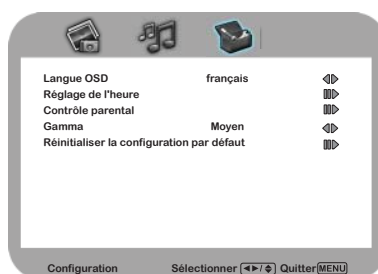 Langue OSD français
Réglage de l'heure
Contrôle parental
Gamma Moyen
Réinitialiser la configuration par défaut
Configuration Sélectionner Quitter MENU